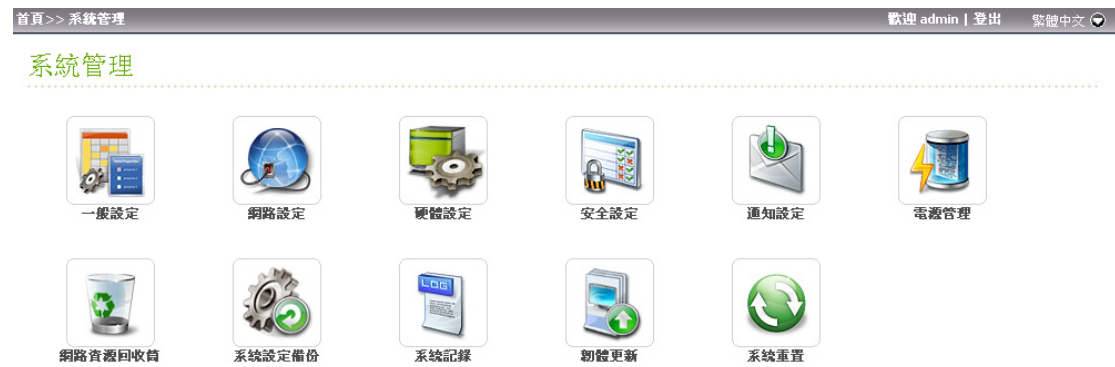 首頁>> 系統管理
歡迎 admin | 登出
繁體中文
系統管理
一般設定
網路設定
硬體設定
安全設定
通知設定
電源管理
LOG
網路資源回收筒
系統設定備份
系統記錄
韌體更新
系統重置